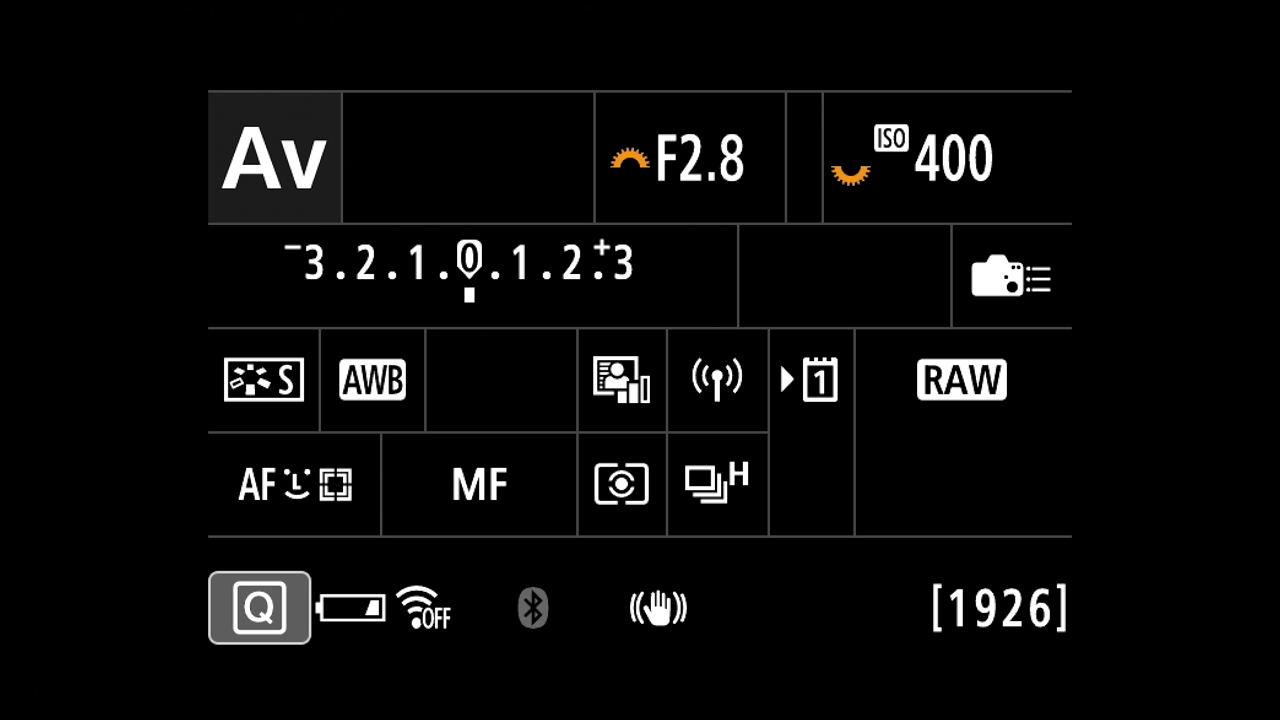 Av F2.8 ISO 400
-3.2.1.0.1.2.+3
S AWB 1 RAW
AF MF H
Q OFF [1926]